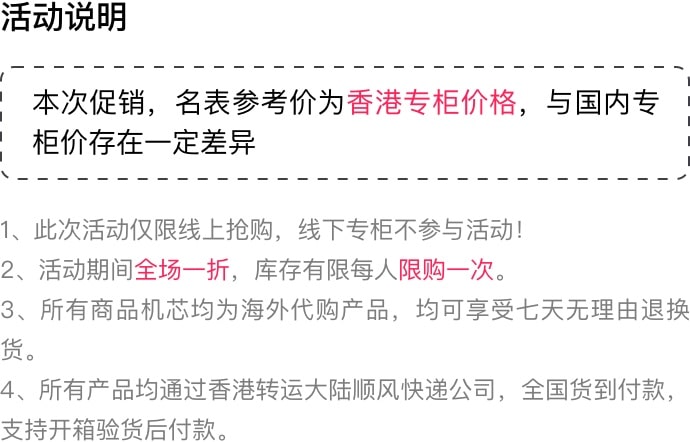 活动说明
本次促销，名表参考价为香港专柜价格，与国内专
柜价存在一定差异
1、此次活动仅限线上抢购，线下专柜不参与活动！
2、活动期间全场一折，库存有限每人限购一次。
3、所有商品机芯均为海外代购产品，均可享受七天无理由退换
货。
4、所有产品均通过香港转运大陆顺风快递公司，全国货到付款，
支持开箱验货后付款。